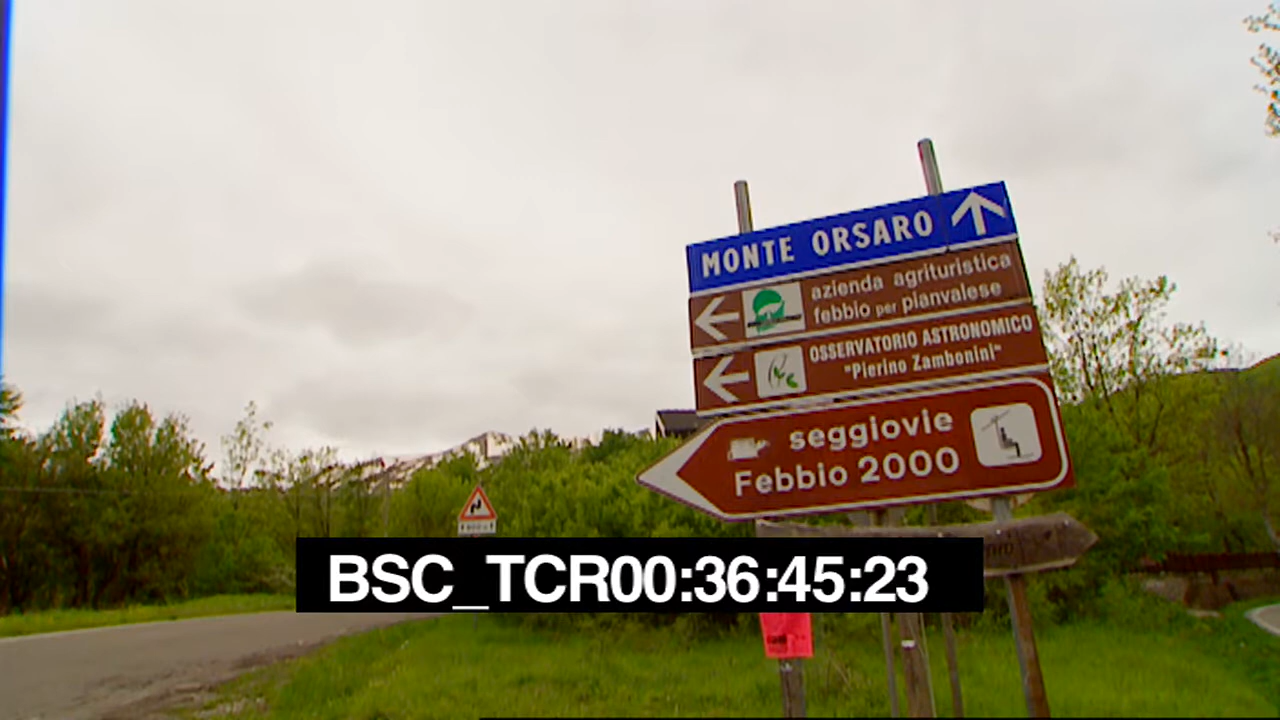 MONTE ORSARO
azienda agrituristica
febbio per pianvalese
OSSERVATORIO ASTRONOMICO
"Pierino Zambonini"
seggiovie
Febbio 2000
BSC_TCR00:36:45:23